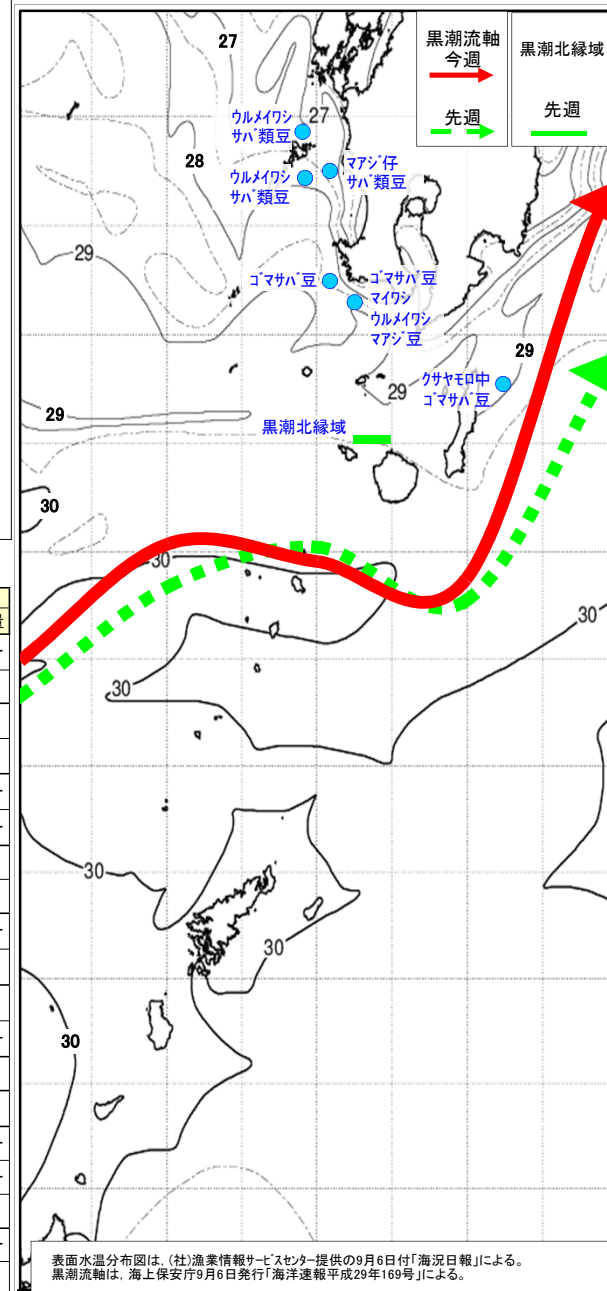 黒潮流軸
今週
先週
黒潮北縁域
先週
27
27
28
29
ウルメイワシ
サバ類豆
ウルメイワシ
サバ類豆
マアジ仔
サバ類豆
ゴマサバ豆
ゴマサバ豆
マイワシ
ウルメイワシ
マアジ豆
29
29
クサヤモロ中
ゴマサバ豆
29
黒潮北縁域
30
30
30
30
量
30
30
30
表面水温分布図は，(社)漁業情報サービスセンター提供の9月6日付「海況日報」による。
黒潮流軸は，海上保安庁9月6日発行「海洋速報平成29年169号」による。